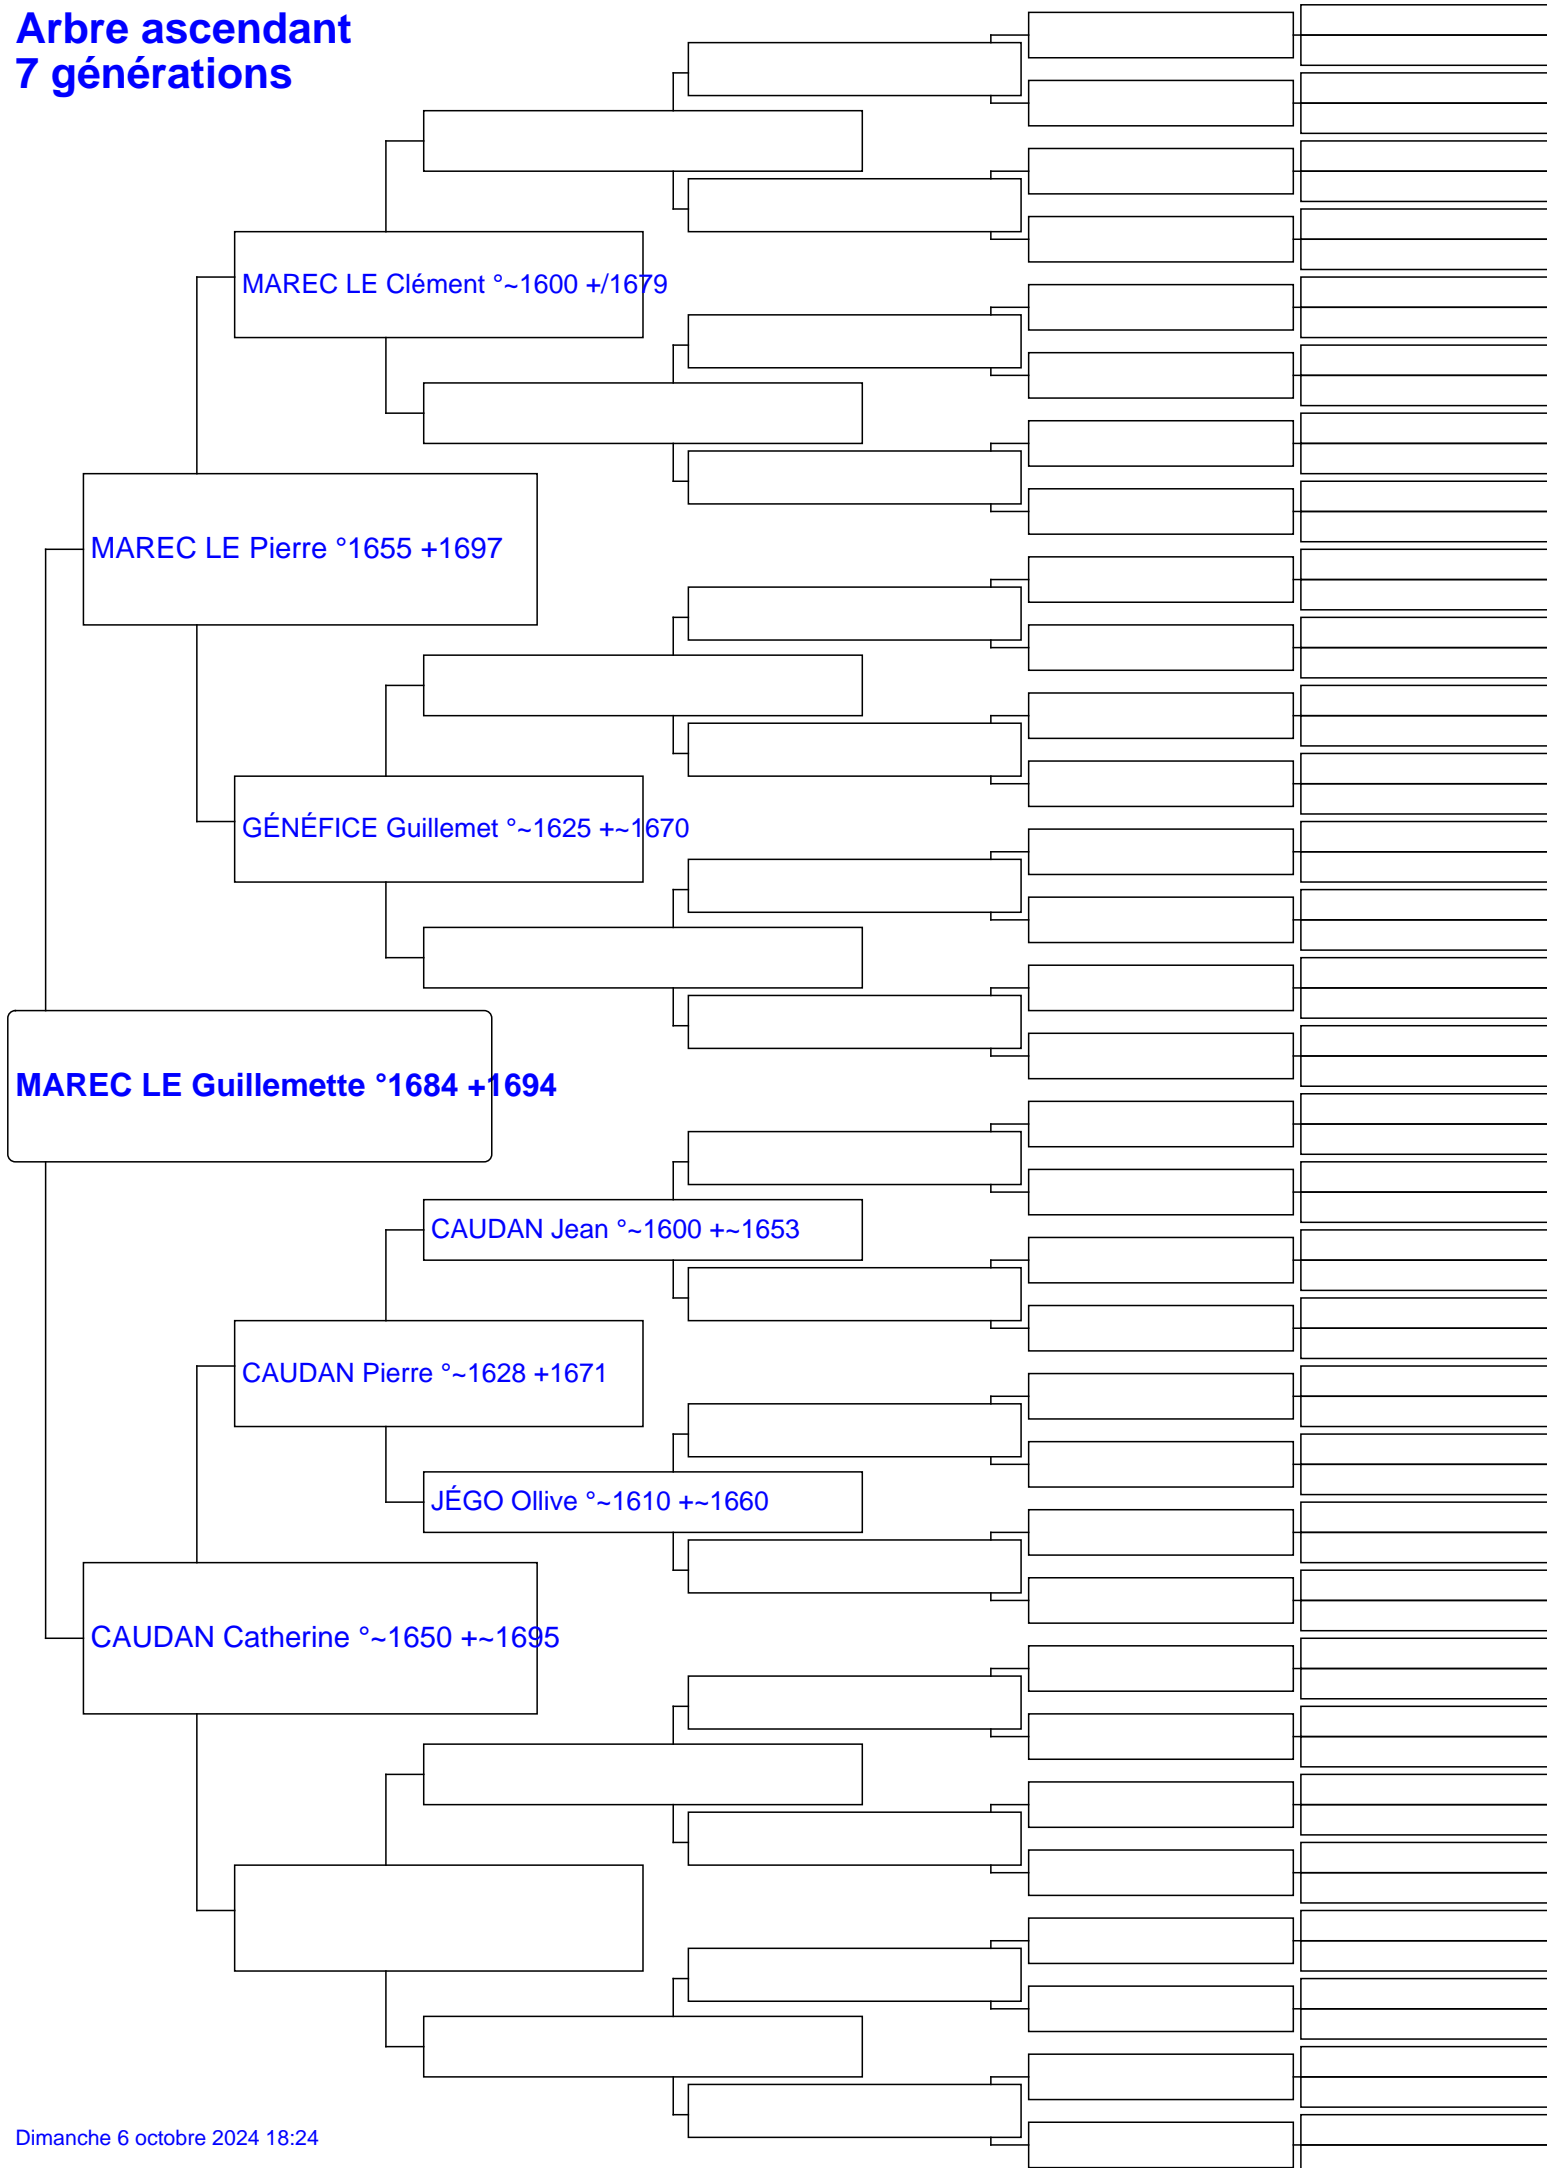 Arbre ascendant
7 générations
MAREC LE Clément °~1600 +/1679
MAREC LE Pierre °1655 +1697
GÉNÉFICE Guillemet °~1625 +~1670
MAREC LE Guillemette °1684 +1694
CAUDAN Jean °~1600 +~1653
CAUDAN Pierre °~1628 +1671
JÉGO Ollive °~1610 +~1660
CAUDAN Catherine °~1650 +~1695
Dimanche 6 octobre 2024 18:24